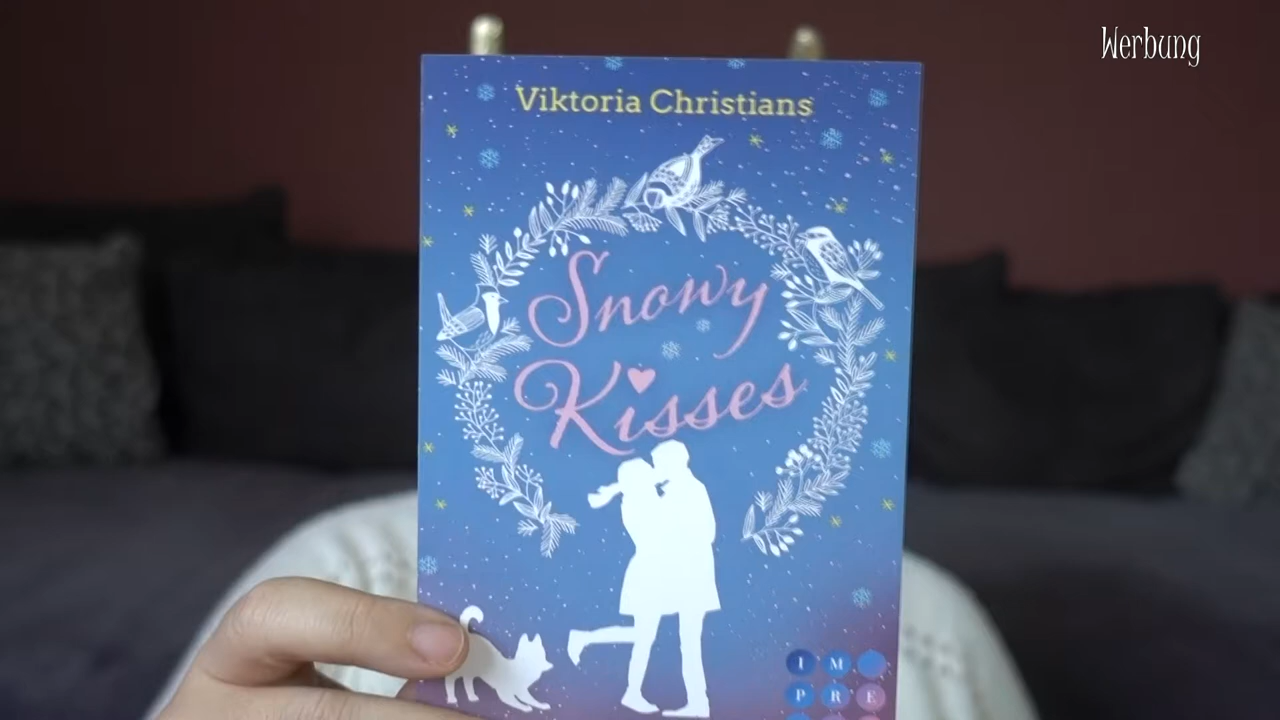 Werbung
Viktoria Christians
Snowy
Kisses
I M
P R E